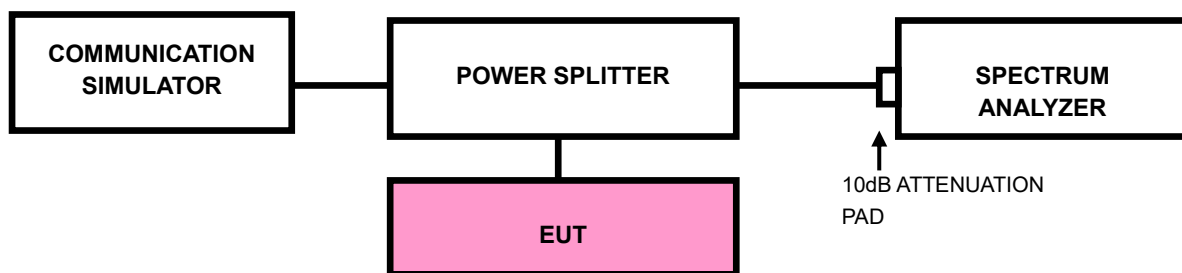 COMMUNICATION
SIMULATOR
POWER SPLITTER
SPECTRUM
ANALYZER
10dB ATTENUATION
PAD
EUT